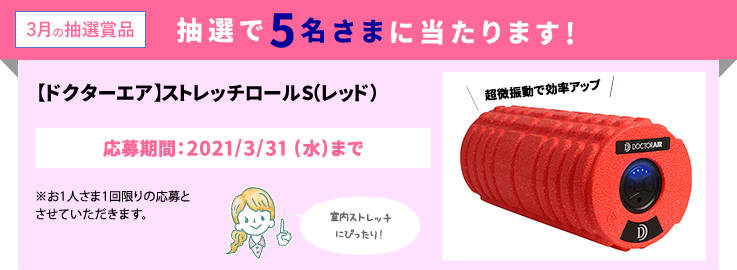 3月の抽選賞品
抽選で5名さまに当たります!
【ドクターエア】ストレッチロールS(レッド)
応募期間:2021/3/31(水)まで
※お1人さま1回限りの応募と
させていただきます。
室内ストレッチ
にぴったり!
超微振動で効率アップ
DOCTORAIR